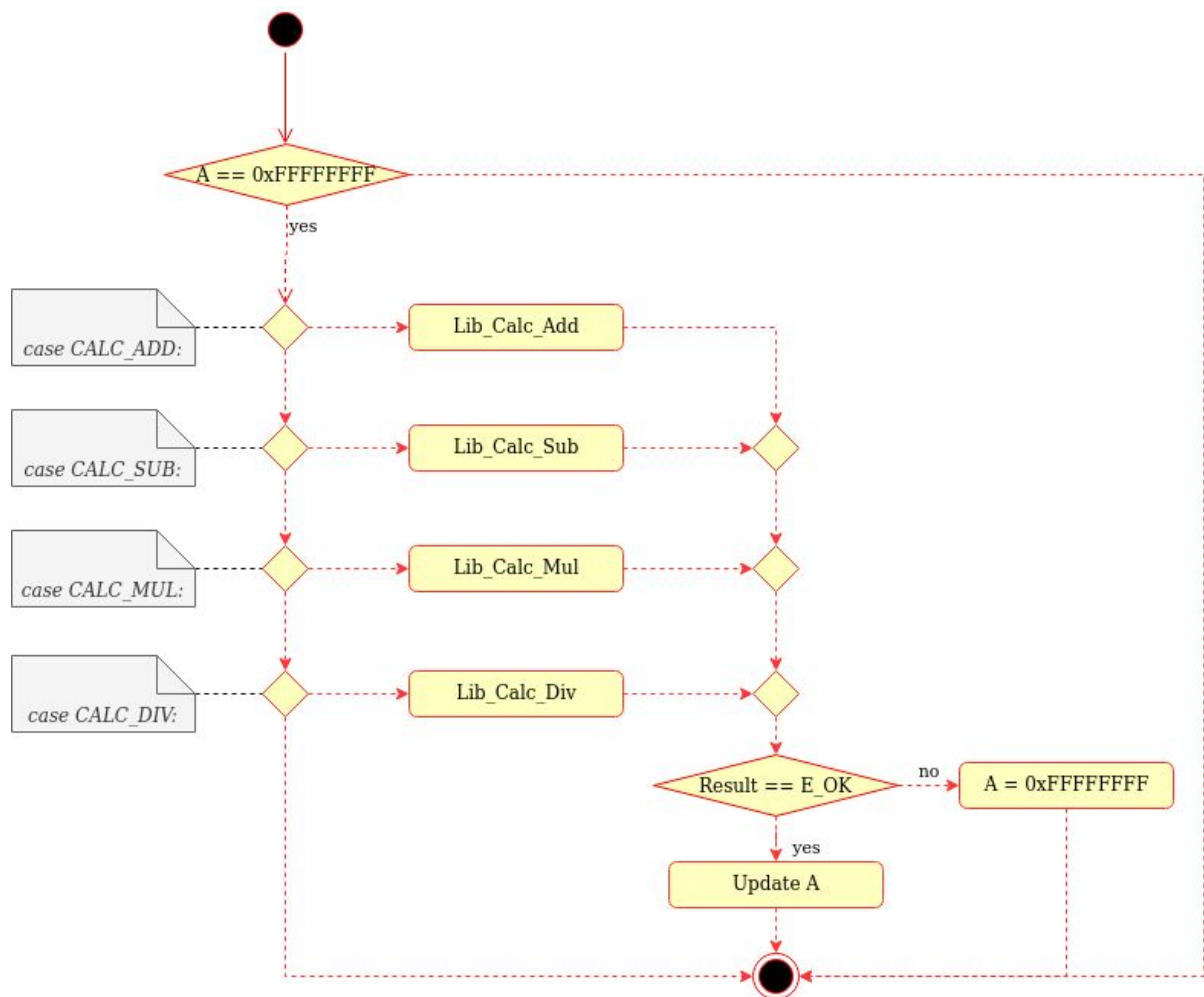 A == 0xFFFFFFFF
yes
case CALC_ADD:
Lib_Calc_Add
case CALC_SUB:
Lib_Calc_Sub
case CALC_MUL:
Lib_Calc_Mul
case CALC_DIV:
Lib_Calc_Div
Result == E_OK
no
A = 0xFFFFFFFF
yes
Update A